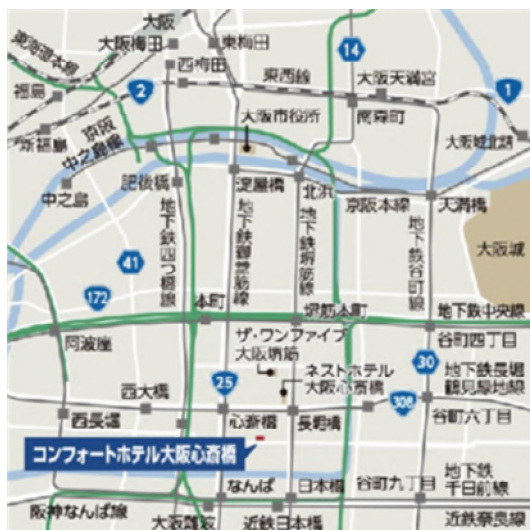 大阪
東海道本線
大阪梅田
東梅田
14
西梅田
東西線
大阪天満宮
福島
2
1
新福島
京阪
中之島線
大阪市役所
南森町
大阪城北詰
中之島
肥後橋
淀屋橋
北浜
京阪本線
天満橋
地下鉄四つ橋線
地下鉄御堂筋線
地下鉄堺筋線
地下鉄谷町線
大阪城
41
172
本町
堺筋本町
地下鉄中央線
阿波座
ザ・ワンファイブ
大阪堺筋
谷町四丁目
ネストホテル
大阪心斎橋
30
地下鉄長堀
鶴見緑地線
西大橋
25
308
西長堀
心斎橋
長堀橋
谷町六丁目
コンフォートホテル大阪心斎橋
なんば
日本橋
谷町九丁目
地下鉄
千日前線
阪神なんば線
大阪難波
近鉄日本橋
近鉄奈良線